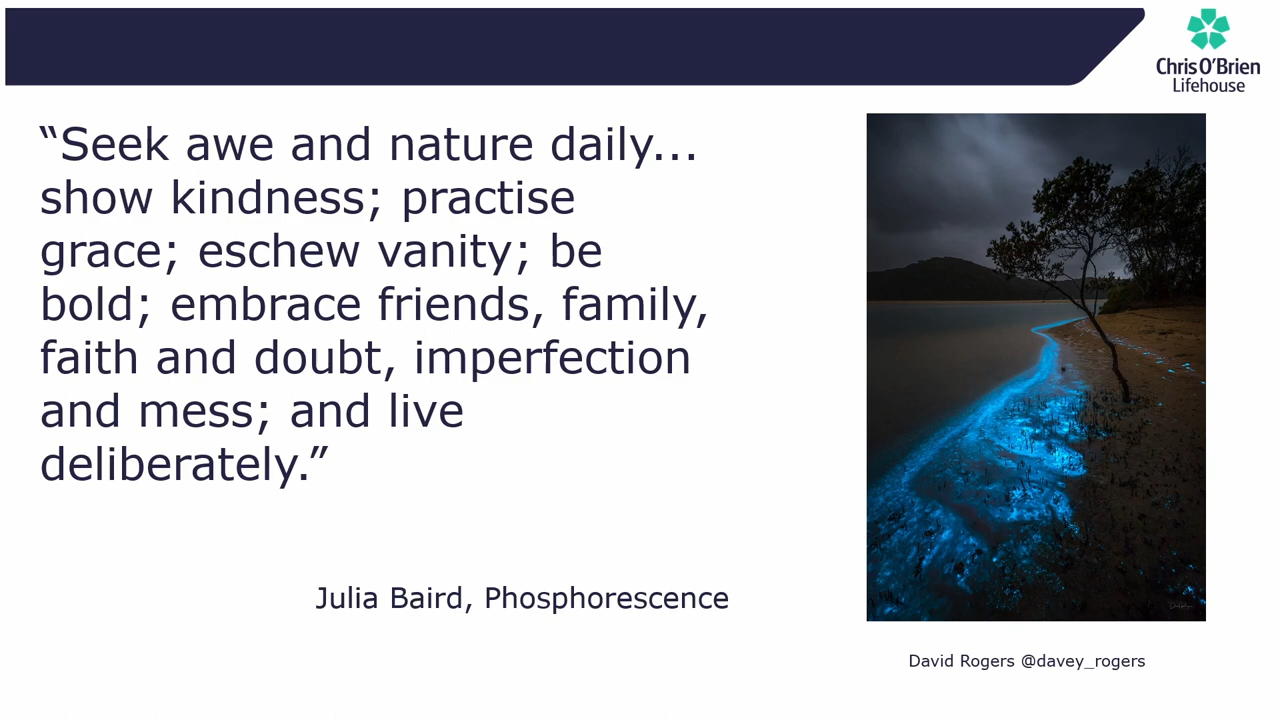 Chris O'Brien
Lifehouse
“Seek awe and nature daily...
show kindness; practise
grace; eschew vanity; be
bold; embrace friends, family,
faith and doubt, imperfection
and mess; and live
deliberately.”
Julia Baird, Phosphorescence
David Rogers @davey_rogers